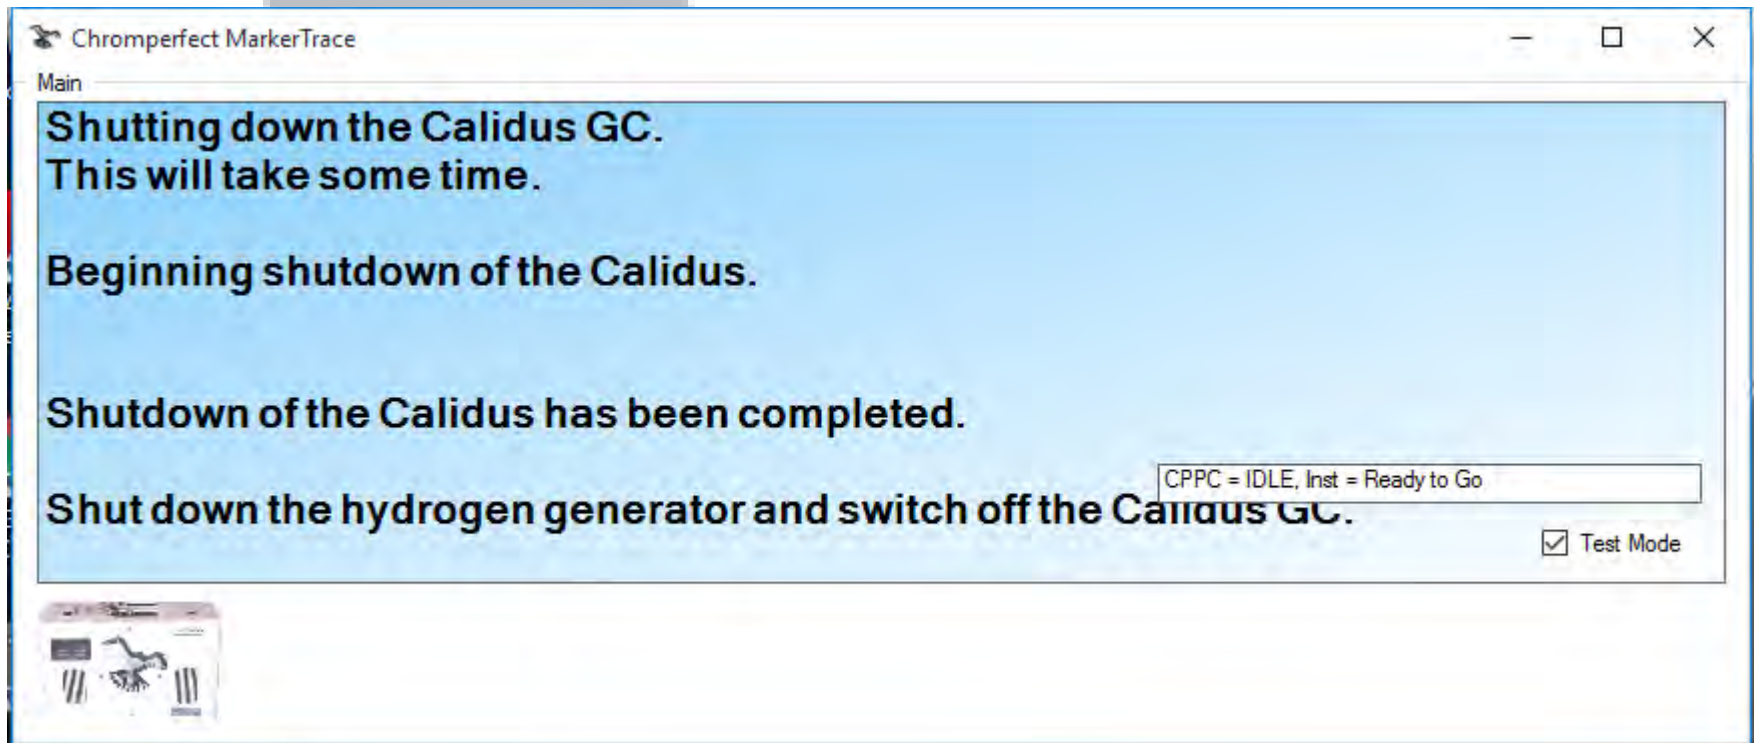 Chromperfect MarkerTrace
Main
Shutting down the Calidus GC.
This will take some time.
Beginning shutdown of the Calidus.
Shutdown of the Calidus has been completed.
CPPC = IDLE, Inst = Ready to Go
Shut down the hydrogen generator and switch off the Calidus GC.
Test Mode